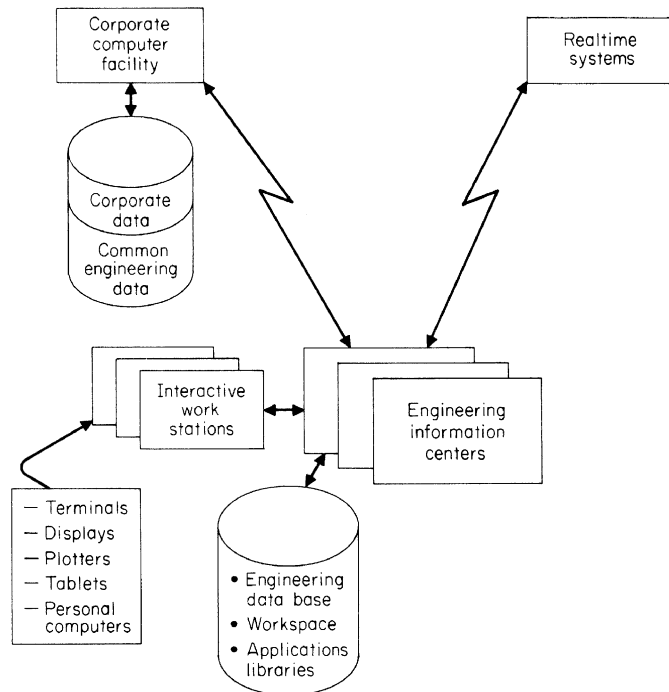 Corporate
computer
facility
Realtime
systems
Corporate
data
Common
engineering
data
Interactive
work
stations
Engineering
information
centers
— Terminals
— Displays
— Plotters
— Tablets
— Personal
computers
• Engineering
data base
• Workspace
• Applications
libraries